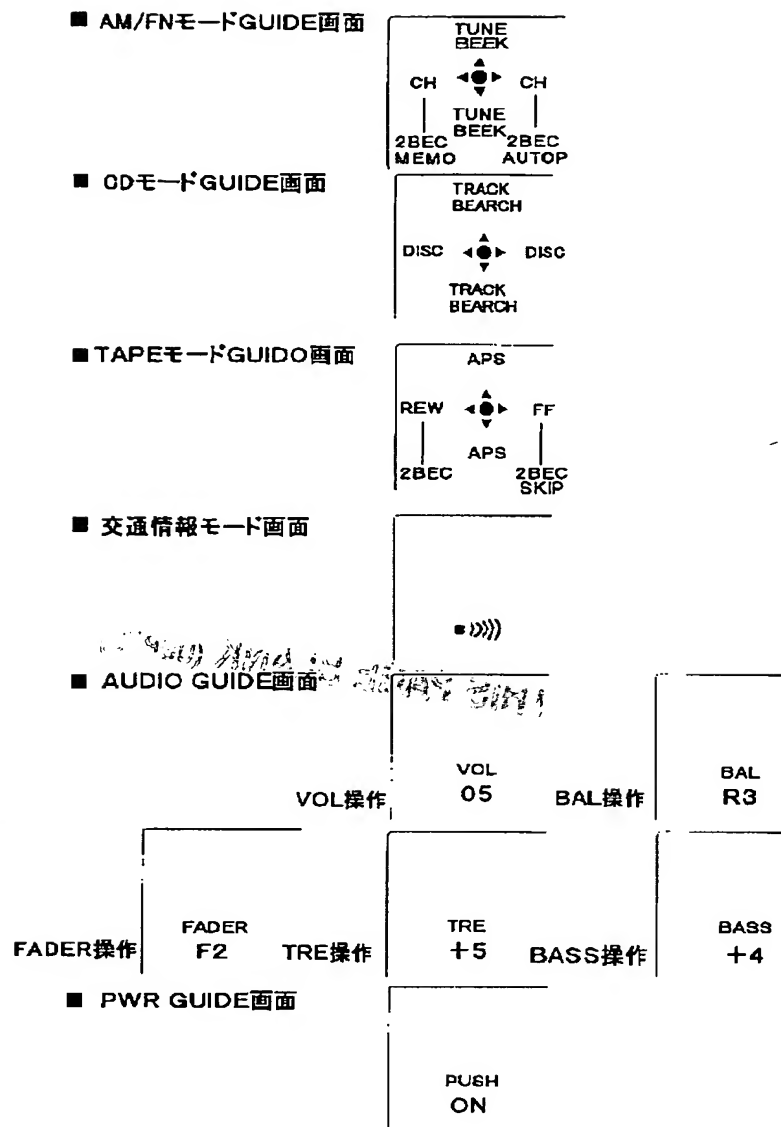 ■ AM/FNモードGUIDE画面
TUNE
BEEK
CH CH
TUNE
BEEK
2BEC 2BEC
MEMO AUTOP
■ CDモードGUIDE画面
TRACK
BEARCH
DISC DISC
TRACK
BEARCH
■ TAPEモードGUIDO画面
APS
REW FF
APS
2BEC 2BEC
SKIP
■ 交通情報モード画面
■ AUDIO GUIDE画面
VOL操作
VOL
05
BAL操作
BAL
R3
FADER操作
FADER
F2
TRE操作
TRE
+5
BASS操作
BASS
+4
■ PWR GUIDE画面
PUSH
ON